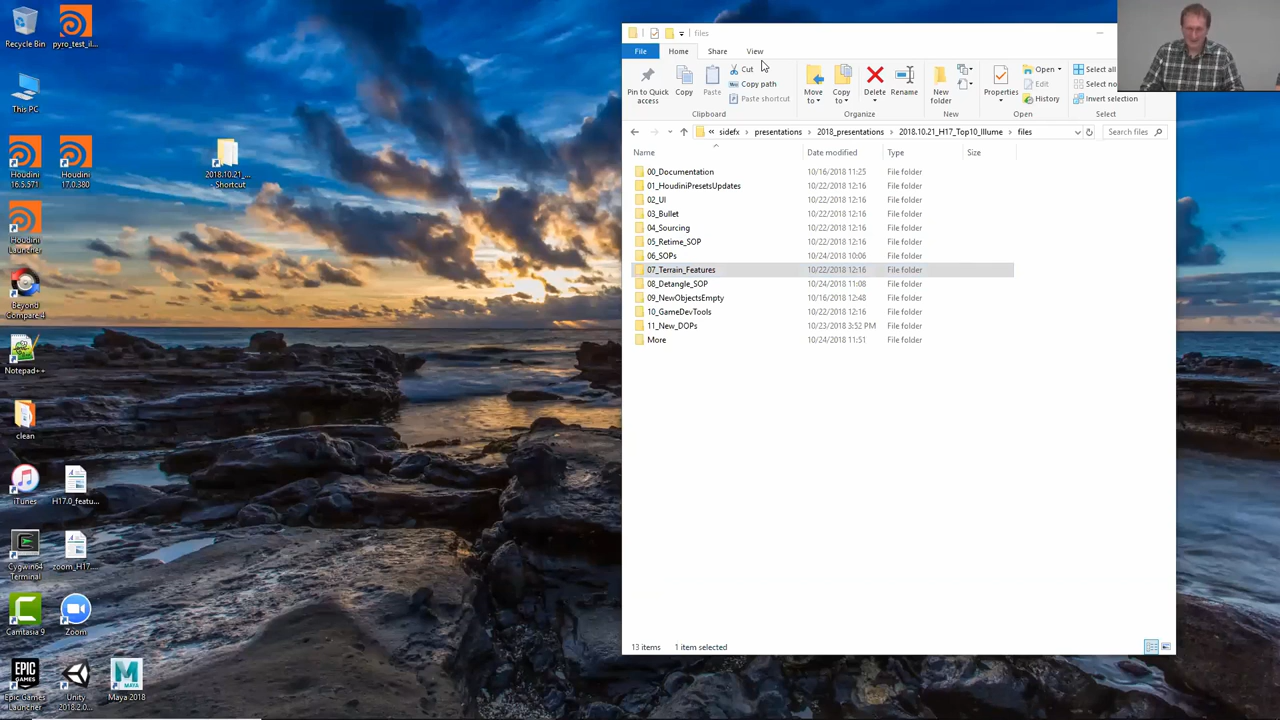 Recycle Bin
pyro_test_il...
This PC
Houdini
16.5.571
Houdini
17.0.380
2018.10.21_...
- Shortcut
Houdini
Launcher
Beyond
Compare 4
Notepad++
clean
iTunes
H17.0_featu...
Cygwin64
Terminal
zoom_H17...
Camtasia 9
Zoom
Epic Games
Launcher
Unity
2018.2.0...
Maya 2018
files
File
Home
Share
View
Pin to Quick
access
Copy
Paste
Cut
Copy path
Paste shortcut
Clipboard
Move
to
Copy
to
Delete
Rename
Organize
New
folder
New
Properties
Open
Edit
History
Open
Select all
Select no
Invert selection
Select
« sidefx > presentations > 2018_presentations > 2018.10.21_H17_Top10_Illume > files
Search files
Name Date modified Type Size
00_Documentation 10/16/2018 11:25 File folder
01_HoudiniPresetsUpdates 10/22/2018 12:16 File folder
02_UI 10/22/2018 12:16 File folder
03_Bullet 10/22/2018 12:16 File folder
04_Sourcing 10/22/2018 12:16 File folder
05_Retime_SOP 10/22/2018 12:16 File folder
06_SOPs 10/24/2018 10:06 File folder
07_Terrain_Features 10/22/2018 12:16 File folder
08_Detangle_SOP 10/24/2018 11:08 File folder
09_NewObjectsEmpty 10/16/2018 12:48 File folder
10_GameDevTools 10/22/2018 12:16 File folder
11_New_DOPs 10/23/2018 3:52 PM File folder
More 10/24/2018 11:51 File folder
13 items 1 item selected